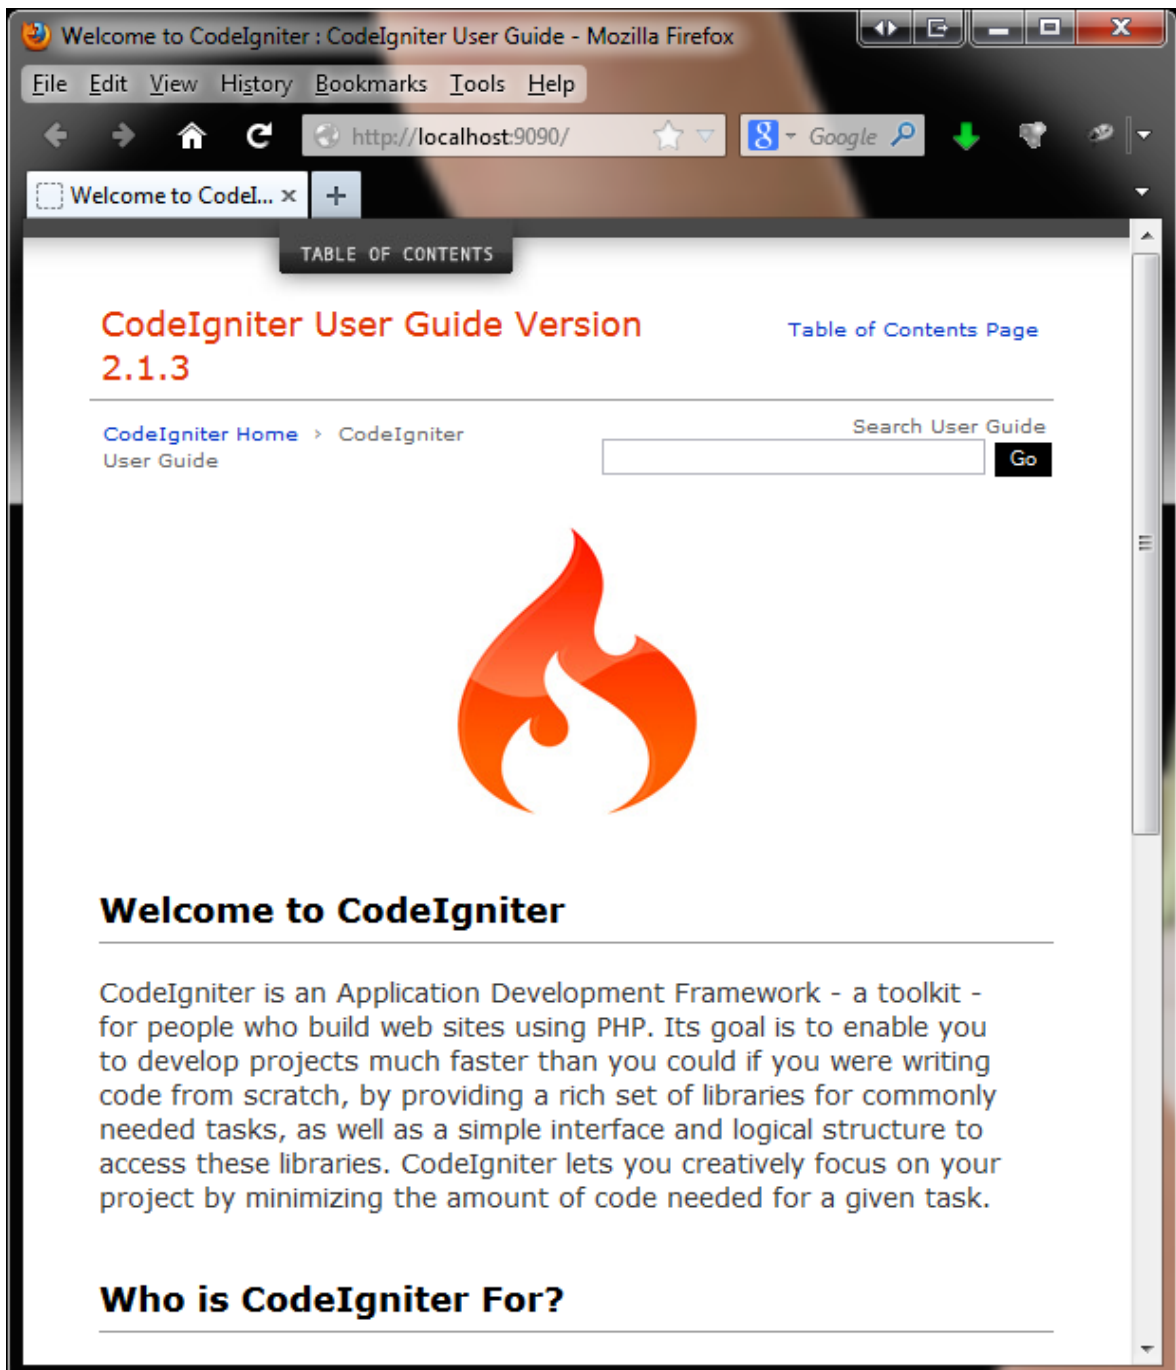 Welcome to CodeIgniter : CodeIgniter User Guide - Mozilla Firefox
File Edit View History Bookmarks Tools Help
http://localhost:9090/
8 Google
Welcome to CodeI... × +
TABLE OF CONTENTS
CodeIgniter User Guide Version
2.1.3
Table of Contents Page
CodeIgniter Home › CodeIgniter
User Guide
Search User Guide
Go
Welcome to CodeIgniter
CodeIgniter is an Application Development Framework - a toolkit -
for people who build web sites using PHP. Its goal is to enable you
to develop projects much faster than you could if you were writing
code from scratch, by providing a rich set of libraries for commonly
needed tasks, as well as a simple interface and logical structure to
access these libraries. CodeIgniter lets you creatively focus on your
project by minimizing the amount of code needed for a given task.
Who is CodeIgniter For?